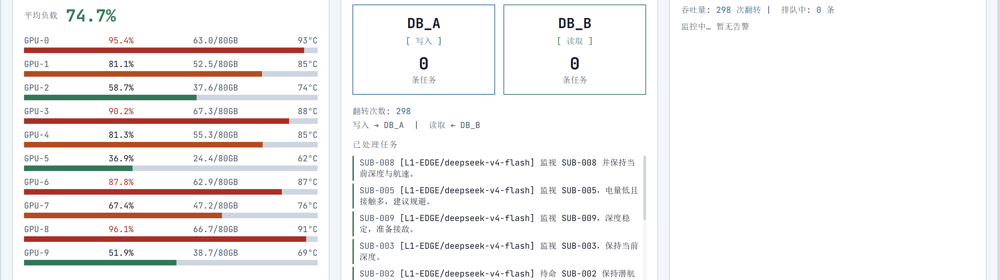 平均负载 74.7%
GPU-0 95.4% 63.0/80GB 93°C
GPU-1 81.1% 52.5/80GB 85°C
GPU-2 58.7% 37.6/80GB 74°C
GPU-3 90.2% 67.3/80GB 88°C
GPU-4 81.3% 55.3/80GB 85°C
GPU-5 36.9% 24.4/80GB 62°C
GPU-6 87.8% 62.9/80GB 87°C
GPU-7 67.4% 47.2/80GB 76°C
GPU-8 96.1% 66.7/80GB 91°C
GPU-9 51.9% 38.7/80GB 69°C
DB_A
[ 写入 ]
0
条任务
DB_B
[ 读取 ]
0
条任务
翻转次数: 298
写入 → DB_A | 读取 ← DB_B
已处理任务
SUB-008 [L1-EDGE/deepseek-v4-flash] 监视 SUB-008 并保持当
前深度与航速。
SUB-005 [L1-EDGE/deepseek-v4-flash] 监视 SUB-005，电量低且
接触多，建议规避。
SUB-009 [L1-EDGE/deepseek-v4-flash] 监视 SUB-009，深度稳
定，准备接敌。
SUB-003 [L1-EDGE/deepseek-v4-flash] 监视 SUB-003，保持当前
深度。
SUB-002 [L1-EDGE/deepseek-v4-flash] 待命 SUB-002 保持潜航
吞吐量: 298 次翻转 | 排队中: 0 条
监控中… 暂无告警